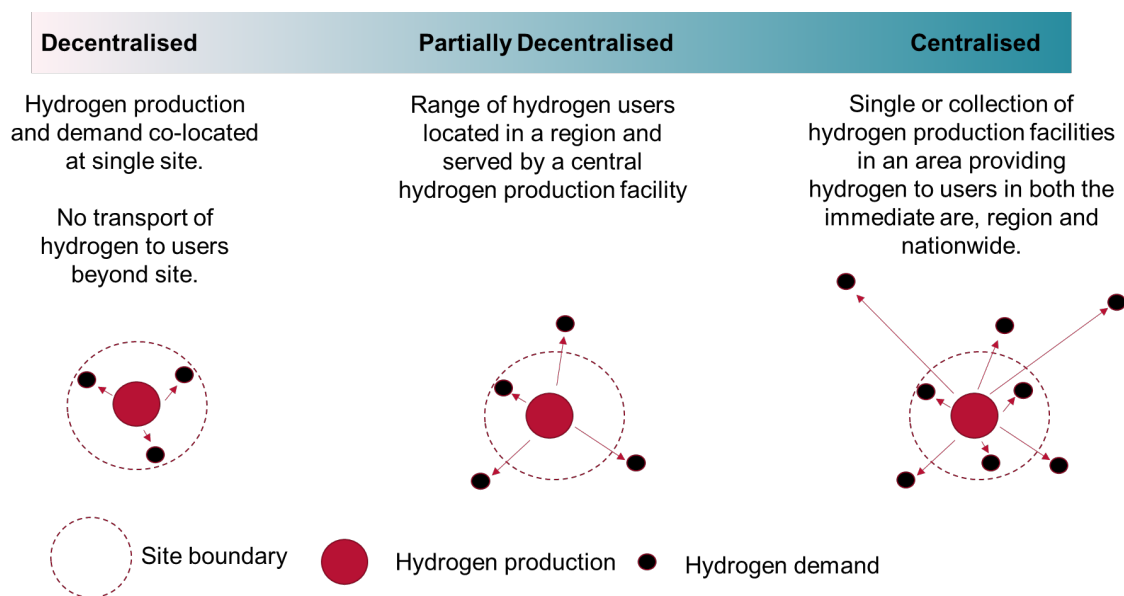 Decentralised
Partially Decentralised
Centralised
Hydrogen production
and demand co-located
at single site.
No transport of
hydrogen to users
beyond site.
Range of hydrogen users
located in a region and
served by a central
hydrogen production facility
Single or collection of
hydrogen production facilities
in an area providing
hydrogen to users in both the
immediate are, region and
nationwide.
Site boundary
Hydrogen production
Hydrogen demand